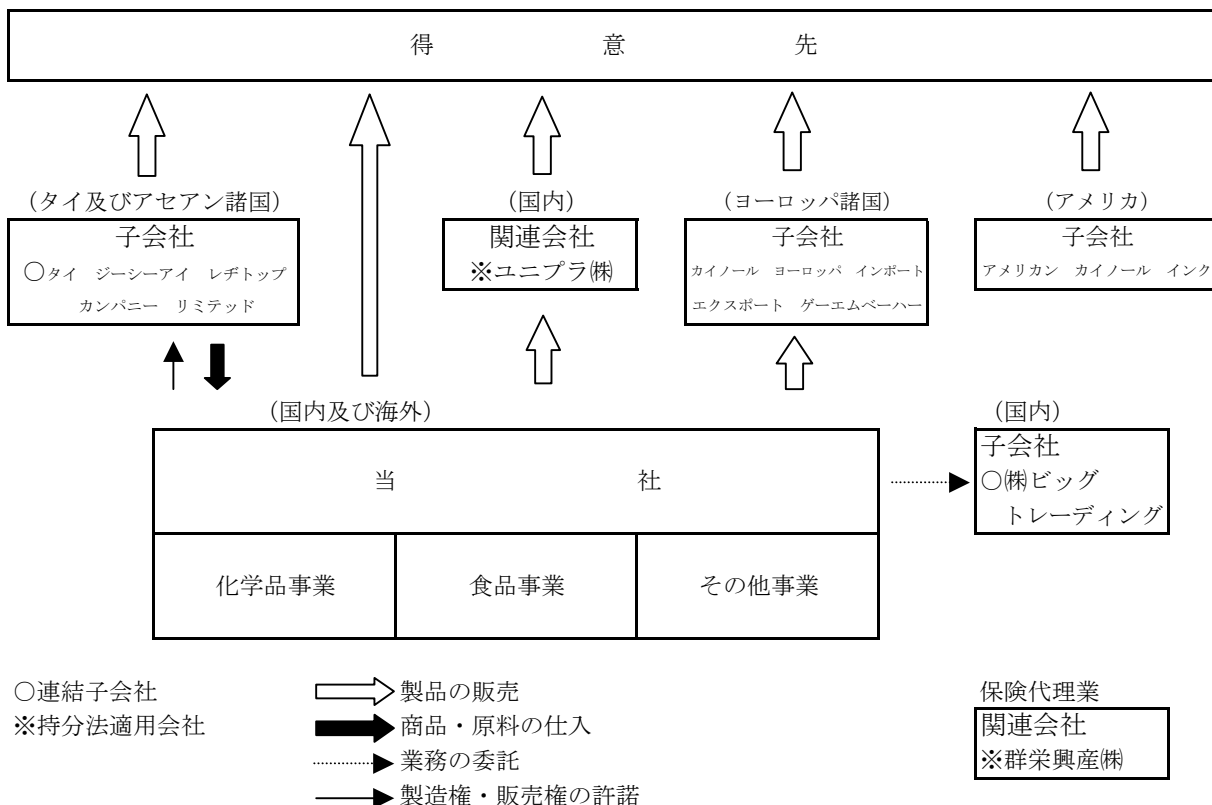 得意先
(タイ及びアセアン諸国)
子会社
○タイ ジーシーアイ レヂトップ
カンパニー リミテッド
(国内)
関連会社
※ユニプラ㈱
(ヨーロッパ諸国)
子会社
カイノール ヨーロッパ インポート
エクスポート ゲーエムベーハー
(アメリカ)
子会社
アメリカン カイノール インク
(国内及び海外)
当社
化学品事業
食品事業
その他事業
(国内)
子会社
○㈱ビッグ
トレーディング
○連結子会社
※持分法適用会社
製品の販売
商品・原料の仕入
業務の委託
製造権・販売権の許諾
保険代理業
関連会社
※群栄興産㈱